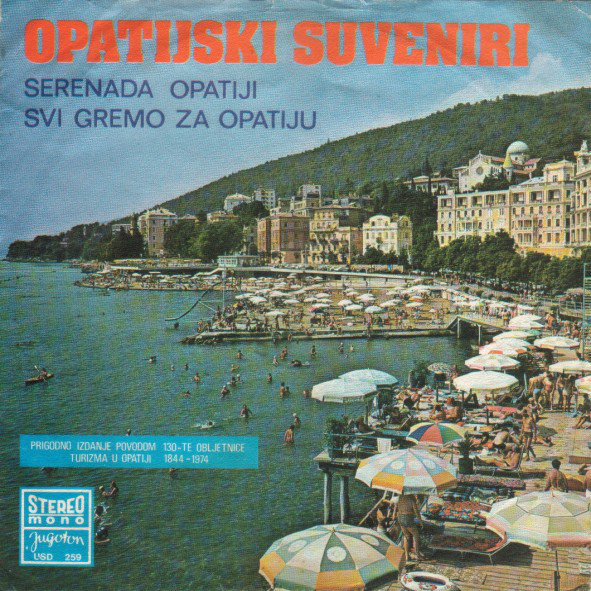 OPATIJSKI SUVENIRI
SERENADA OPATIJI
SVI GREMO ZA OPATIJU
PRIGODNO IZDANJE POVODOM 130-TE OBLJETNICE
TURIZMA U OPATIJI 1844-1974
STEREO
mono
Jugoton
USD 259